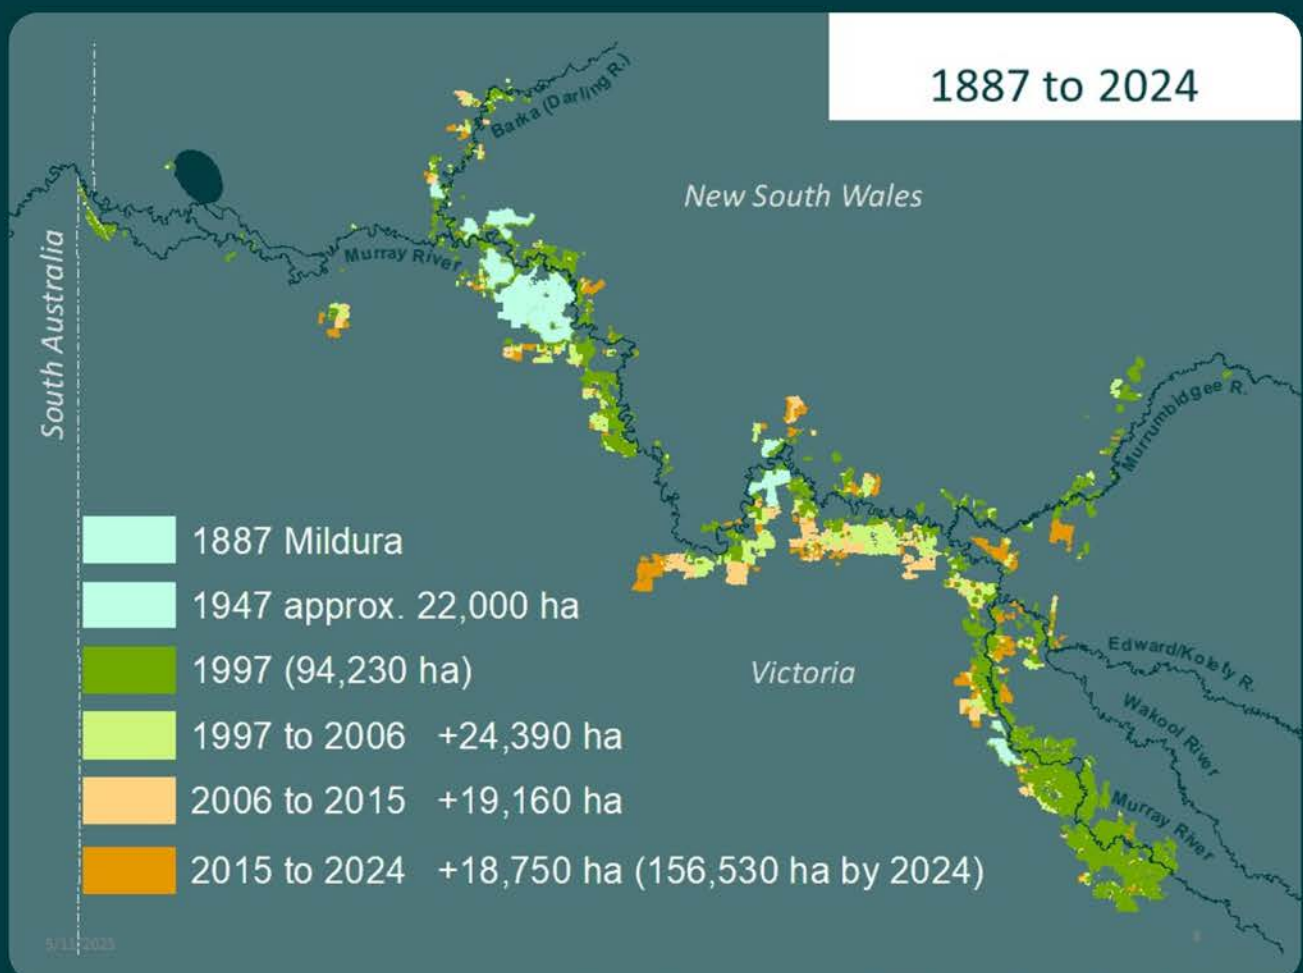 1887 to 2024
Barka (Darling R.)
New South Wales
South Australia
Murray River
Murrumbidgee R.
1887 Mildura
1947 approx. 22,000 ha
1997 (94,230 ha)
1997 to 2006 +24,390 ha
2006 to 2015 +19,160 ha
2015 to 2024 +18,750 ha (156,530 ha by 2024)
Victoria
Edward/Kolety R.
Wakool River
Murray River